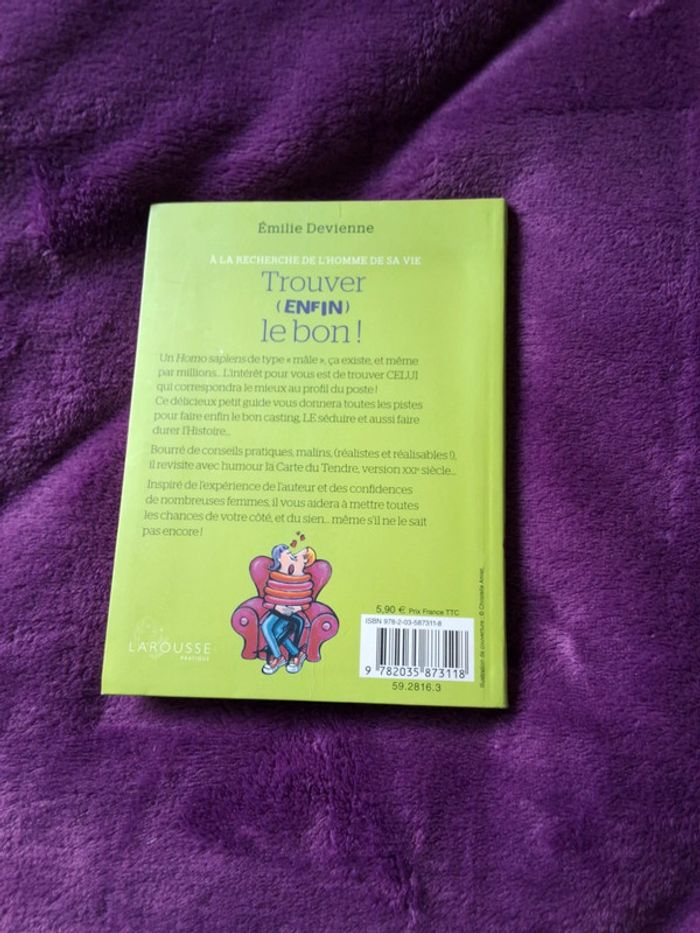 Émilie Devienne
À LA RECHERCHE DE L'HOMME DE SA VIE
Trouver
(ENFIN)
le bon !
Un Homo sapiens de type « mâle », ça existe, et même
par millions... L'intérêt pour vous est de trouver CELUI
qui correspondra le mieux au profil du poste !
Ce délicieux petit guide vous donnera toutes les pistes
pour faire enfin le bon casting, LE séduire et aussi faire
durer l'Histoire...
Bourré de conseils pratiques, malins, (réalistes et réalisables !),
il revisite avec humour la Carte du Tendre, version XXIe siècle...
Inspiré de l'expérience de l'auteur et des confidences
de nombreuses femmes, il vous aidera à mettre toutes
les chances de votre côté, et du sien... même s'il ne le sait
pas encore !
5,90 € Prix France TTC
ISBN 978-2-03-587311-8
9 782035 873118
59.2816.3
LAROUSSE
PRATIQUE
Illustration de couverture : © Christelle Amet